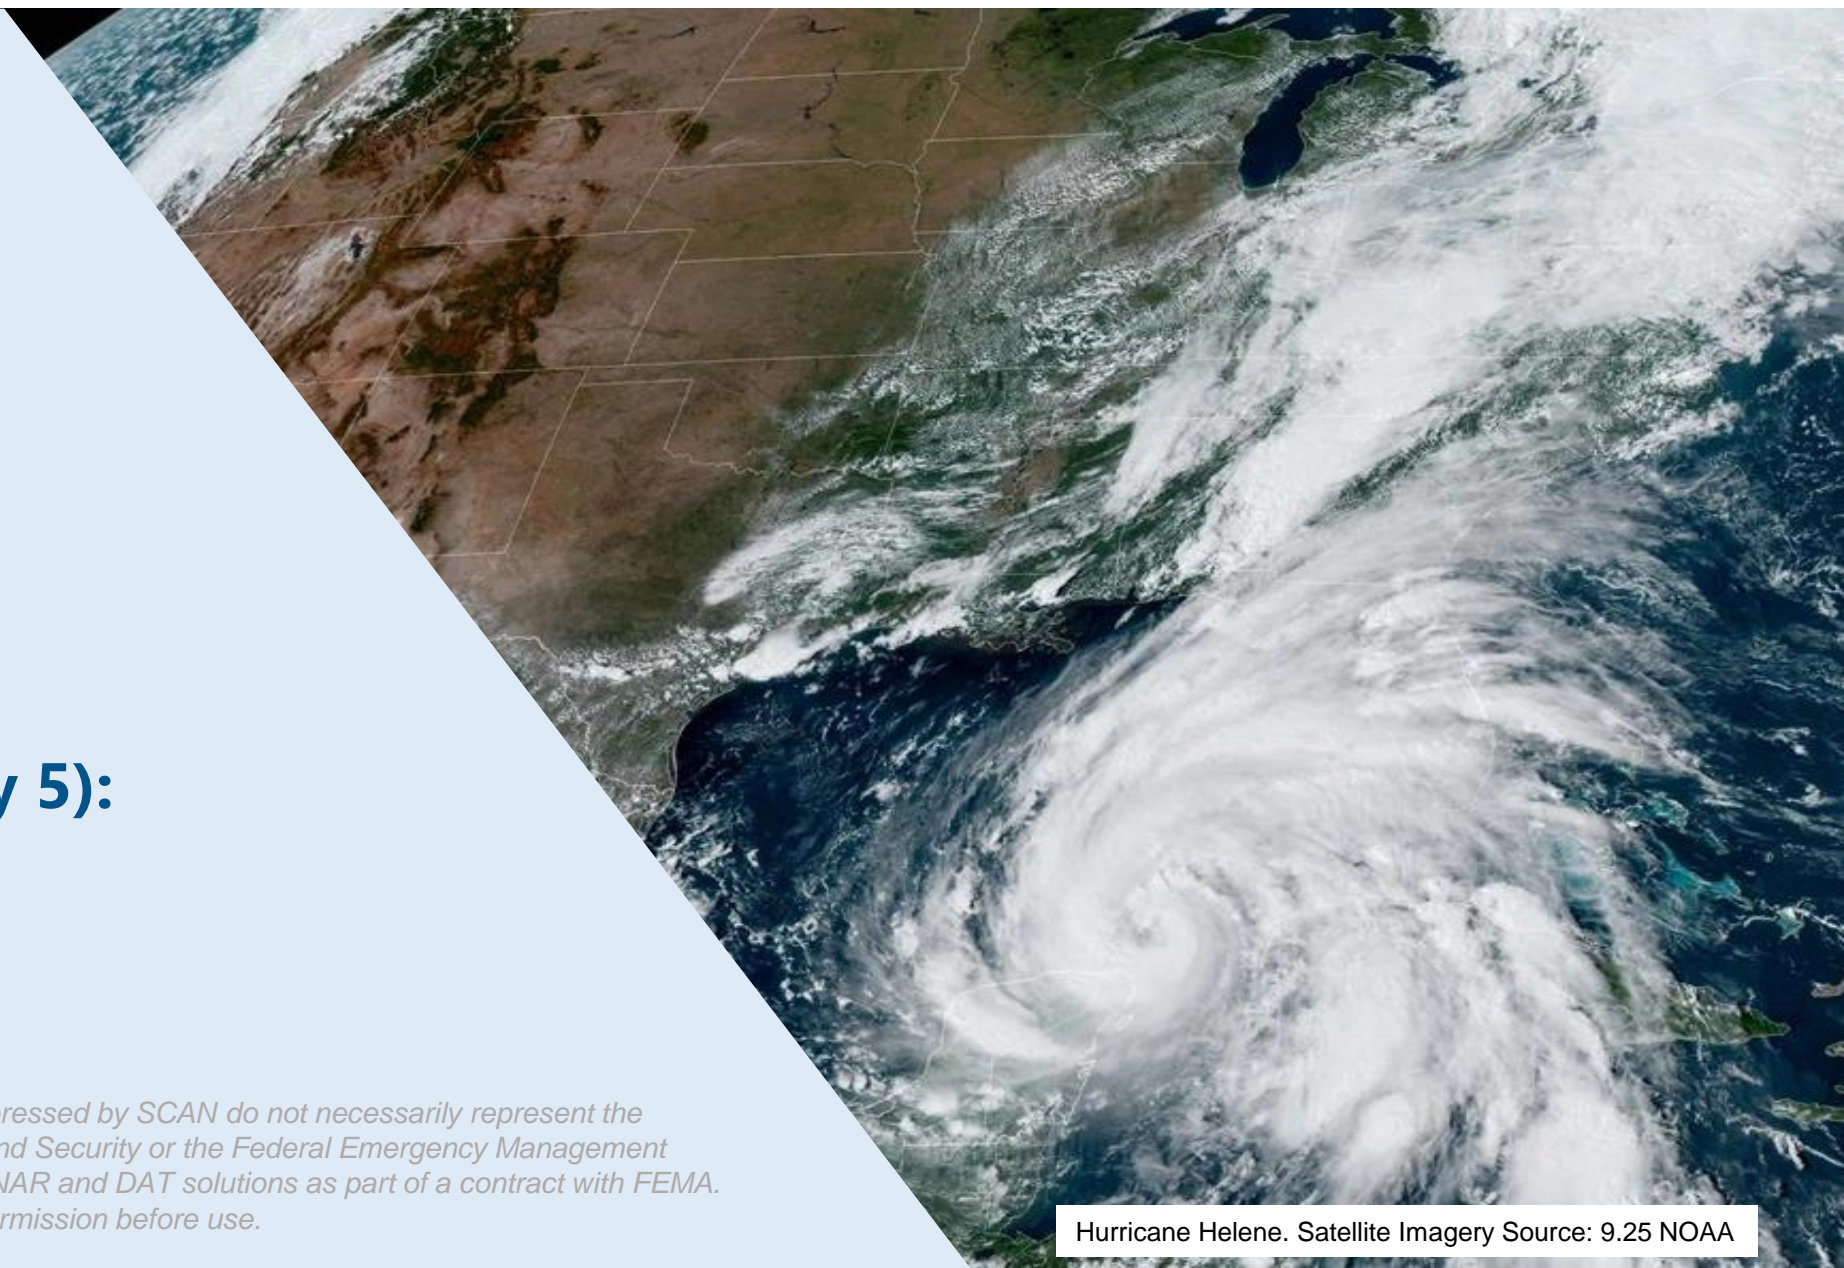 y 5):
ressed by SCAN do not necessarily represent the
nd Security or the Federal Emergency Management
NAR and DAT solutions as part of a contract with FEMA.
rmission before use.
Hurricane Helene. Satellite Imagery Source: 9.25 NOAA